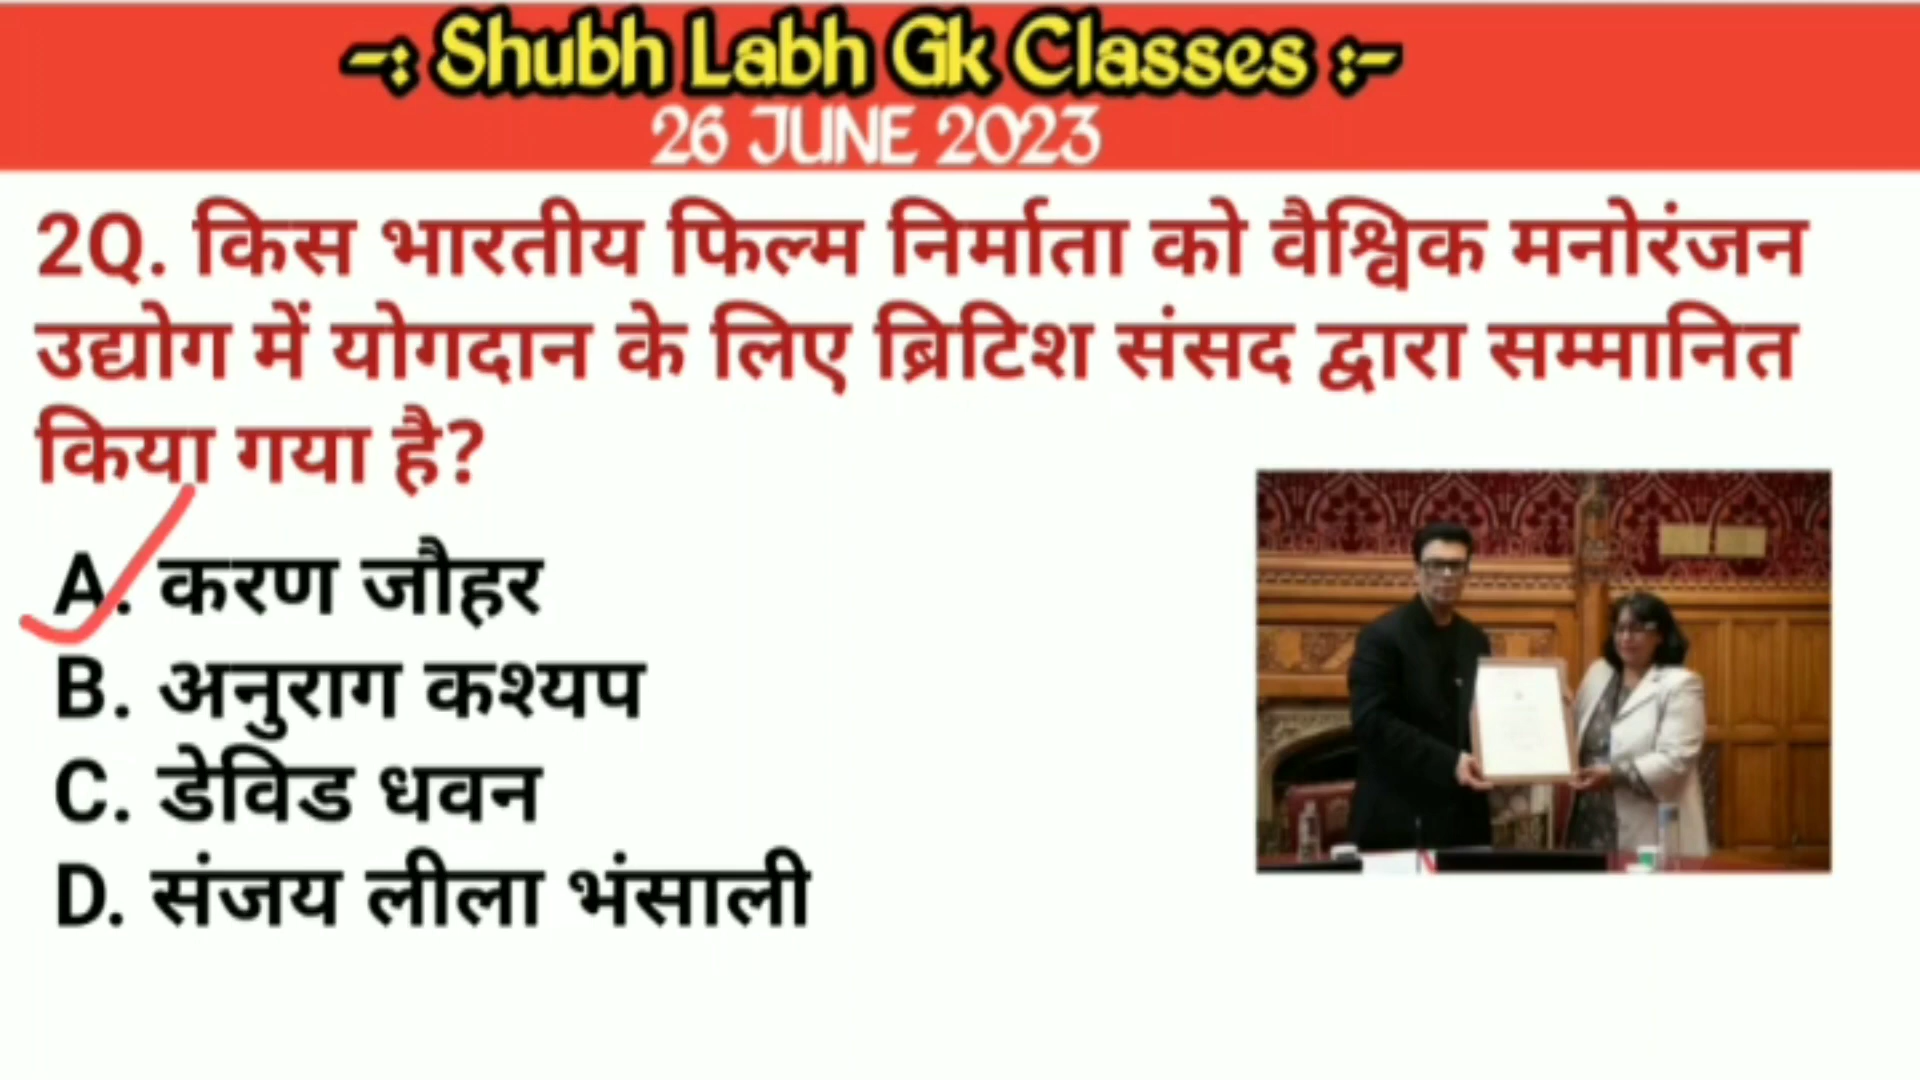 -: Shubh Labh Gk Classes :-
26 JUNE 2023
2Q. किस भारतीय फिल्म निर्माता को वैश्विक मनोरंजन
उद्योग में योगदान के लिए ब्रिटिश संसद द्वारा सम्मानित
किया गया है?
A. करण जौहर
B. अनुराग कश्यप
C. डेविड धवन
D. संजय लीला भंसाली